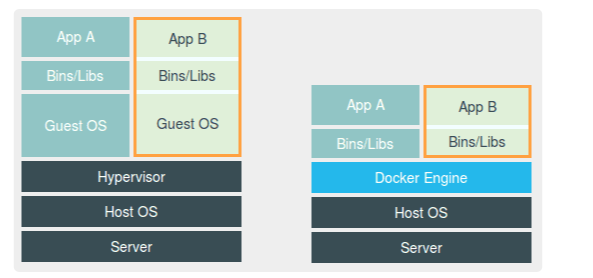 App A
App B
Bins/Libs
Bins/Libs
Guest OS
Guest OS
Hypervisor
Host OS
Server
App A
App B
Bins/Libs
Bins/Libs
Docker Engine
Host OS
Server